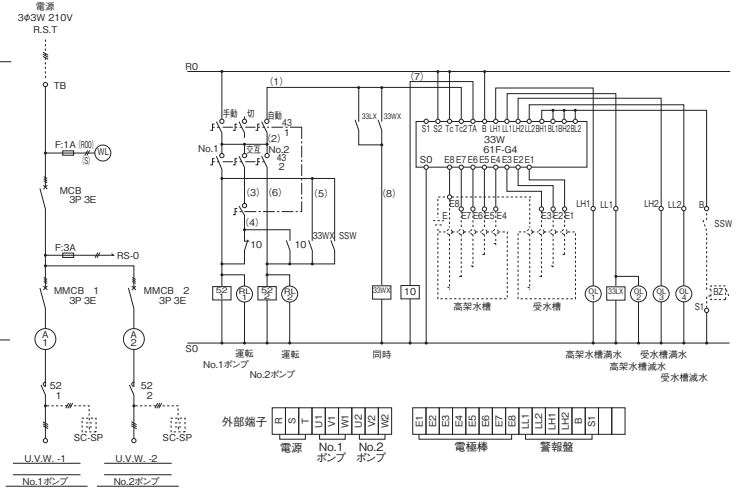 電源
3φ3W 210V
R.S.T
TB
F:1A (R00)
(S)
WL
MCB
3P 3E
F:3A
RS-0
MMCB 1
3P 3E
MMCB 2
3P 3E
A
1
A
2
52
1
52
2
SC-SP
SC-SP
U.V.W. -1
U.V.W. -2
No.1ポンプ
No.2ポンプ
R0
(1)
(7)
手動 切 自動
43
1
(2)
No.1 交互 No.2
43
2
(3) (6) (5) (8)
(4)
10
10
33WX SSW
33LX 33WX
S1 S2 Tc Tc2 TA B LH1 LL1 LH2 LL2 BH1 BL1 BH2 BL2
33W
61F-G4
S0 E8 E7 E6 E5 E4 E3 E2 E1
E8
E E7 E6 E5 E4 E3 E2 E1
高架水槽 受水槽
LH1 LL1 LH2 LL2 B
SSW
52
1
RL
1
52
2
RL
2
33WX
10
OL
1
33LX
OL
2
OL
3
OL
4
BZ
S1
S0
運転 運転 同時
No.1ポンプ
No.2ポンプ
高架水槽満水 受水槽満水
高架水槽減水 受水槽減水
外部端子 R S T U1 V1 W1 U2 V2 W2
電源 No.1
ポンプ No.2
ポンプ
E1 E2 E3 E4 E5 E6 E7 E8 LL2 LL1 LH1 LH2 B S1
電極棒 警報盤